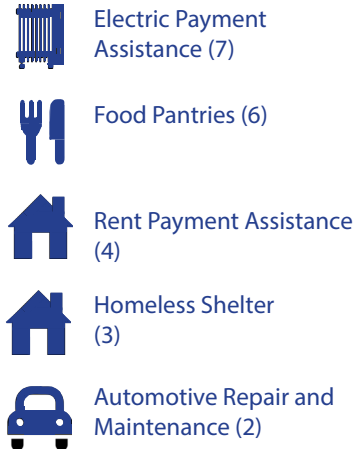 Electric Payment
Assistance (7)
Food Pantries (6)
Rent Payment Assistance
(4)
Homeless Shelter
(3)
Automotive Repair and
Maintenance (2)